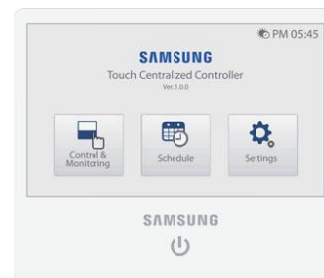 PM 05:45
SAMSUNG
Touch Centralzed Controller
Ver.1.0.0
Control &
Monitoring
Schedule
Settings
SAMSUNG